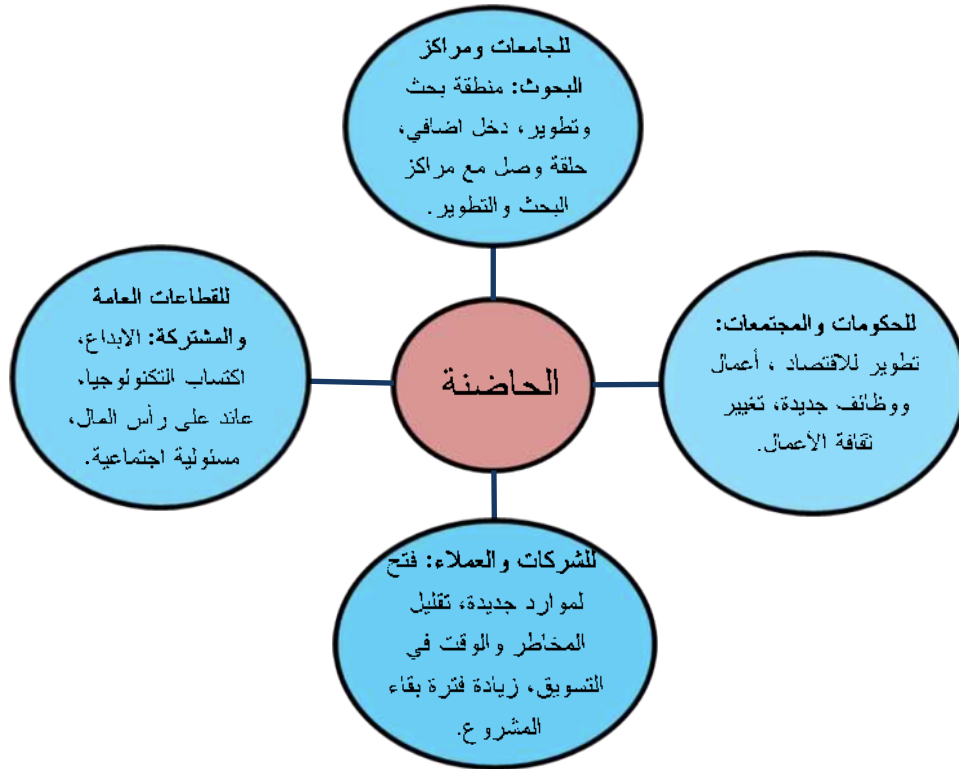 للجامعات ومراكز
البحوث: منطقة بحث
وتطوير، دخل اضافي،
حلقة وصل مع مراكز
البحث والتطوير.
للحكومات والمجتمعات:
تطوير للاقتصاد ، أعمال
ووظائف جديدة، تغيير
ثقافة الأعمال.
الحاضنة
للقطاعات العامة
والمشتركة: الابداع،
اكتساب التكنولوجيا،
عائد على رأس المال،
مسئولية اجتماعية.
للشركات والعملاء: فتح
لموارد جديدة، تقليل
المخاطر والوقت في
التسويق، زيادة فترة بقاء
المشروع.